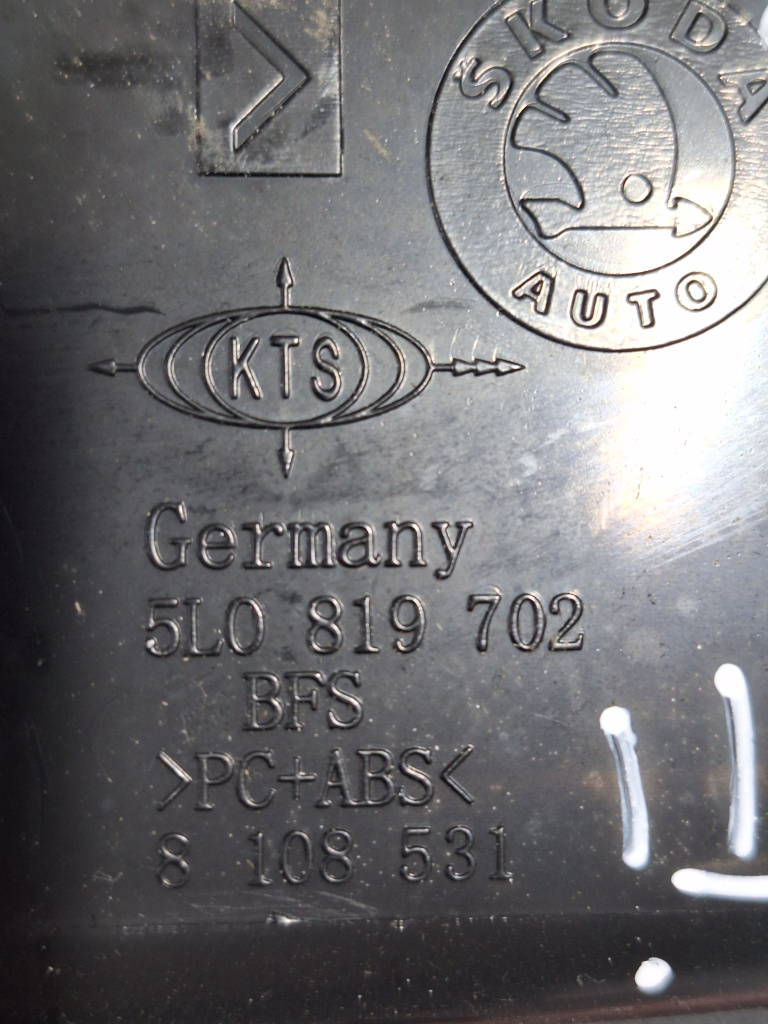 ŠKODA
AUTO
KTS
Germany
5L0 819 702
BFS
>PC+ABS<
8 108 531